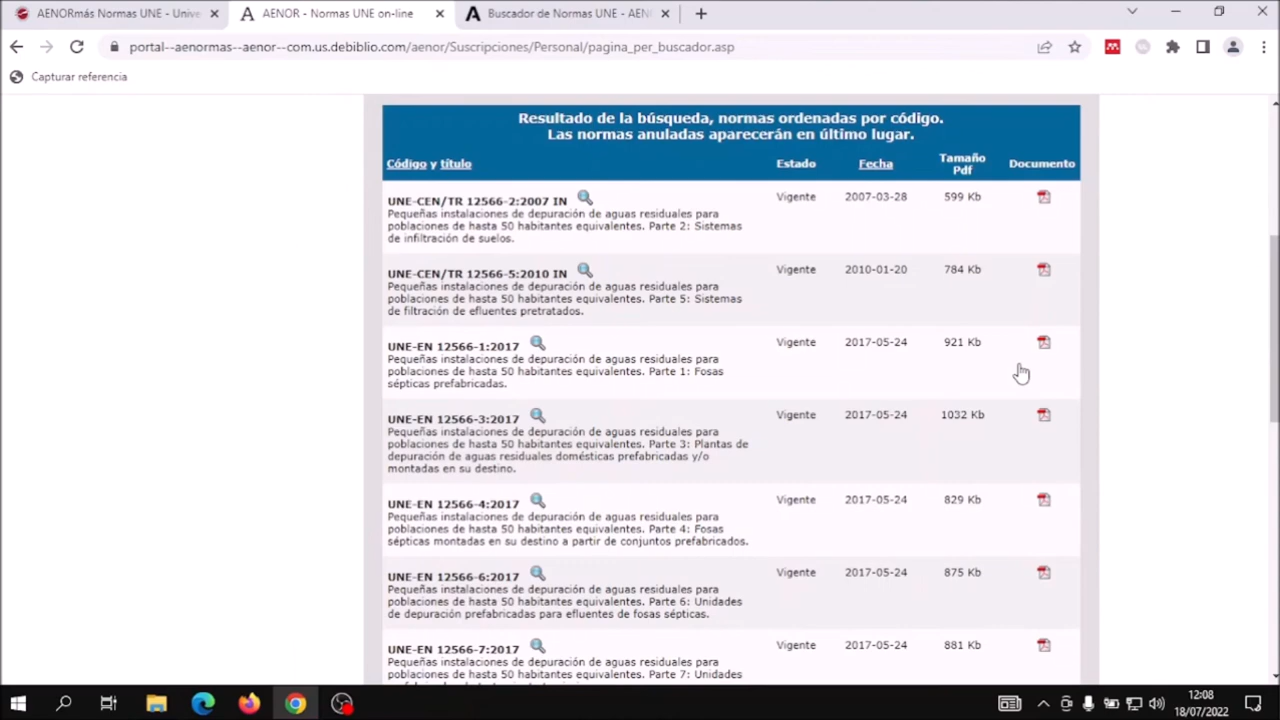 AENORmás Normas UNE - Unive
AENOR - Normas UNE on-line
Buscador de Normas UNE - AEN
portal--aenormas--aenor--com.us.debiblio.com/aenor/Suscripciones/Personal/pagina_per_buscador.asp
Capturar referencia
Resultado de la búsqueda, normas ordenadas por código.
Las normas anuladas aparecerán en último lugar.
Código y título Estado Fecha Tamaño Pdf Documento
UNE-CEN/TR 12566-2:2007 IN Vigente 2007-03-28 599 Kb
Pequeñas instalaciones de depuración de aguas residuales para
poblaciones de hasta 50 habitantes equivalentes. Parte 2: Sistemas
de infiltración de suelos.
UNE-CEN/TR 12566-5:2010 IN Vigente 2010-01-20 784 Kb
Pequeñas instalaciones de depuración de aguas residuales para
poblaciones de hasta 50 habitantes equivalentes. Parte 5: Sistemas
de filtración de efluentes pretratados.
UNE-EN 12566-1:2017 Vigente 2017-05-24 921 Kb
Pequeñas instalaciones de depuración de aguas residuales para
poblaciones de hasta 50 habitantes equivalentes. Parte 1: Fosas
sépticas prefabricadas.
UNE-EN 12566-3:2017 Vigente 2017-05-24 1032 Kb
Pequeñas instalaciones de depuración de aguas residuales para
poblaciones de hasta 50 habitantes equivalentes. Parte 3: Plantas de
depuración de aguas residuales domésticas prefabricadas y/o
montadas en su destino.
UNE-EN 12566-4:2017 Vigente 2017-05-24 829 Kb
Pequeñas instalaciones de depuración de aguas residuales para
poblaciones de hasta 50 habitantes equivalentes. Parte 4: Fosas
sépticas montadas en su destino a partir de conjuntos prefabricados.
UNE-EN 12566-6:2017 Vigente 2017-05-24 875 Kb
Pequeñas instalaciones de depuración de aguas residuales para
poblaciones de hasta 50 habitantes equivalentes. Parte 6: Unidades
de depuración prefabricadas para efluentes de fosas sépticas.
UNE-EN 12566-7:2017 Vigente 2017-05-24 881 Kb
Pequeñas instalaciones de depuración de aguas residuales para
poblaciones de hasta 50 habitantes equivalentes. Parte 7: Unidades
12:08
18/07/2022